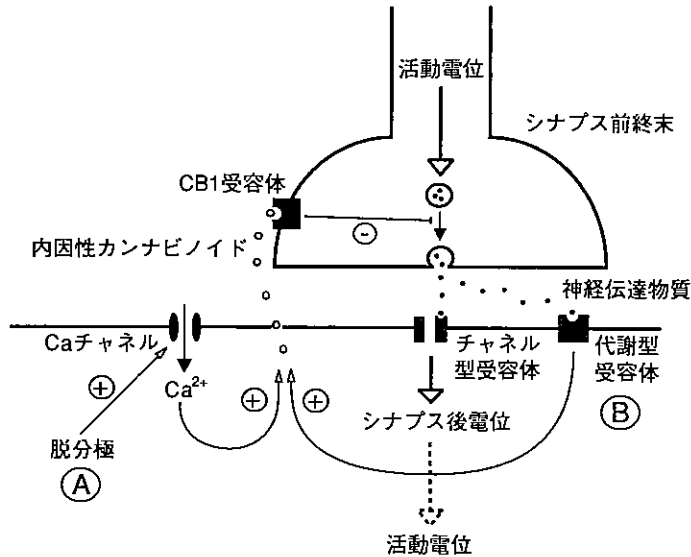 活動電位
シナプス前終末
CB1受容体
⊖
内因性カンナビノイド
神経伝達物質
Caチャネル
チャネル
型受容体
代謝型
受容体
⊕
Ca²⁺
⊕
⊕
Ⓑ
シナプス後電位
脱分極
Ⓐ
活動電位